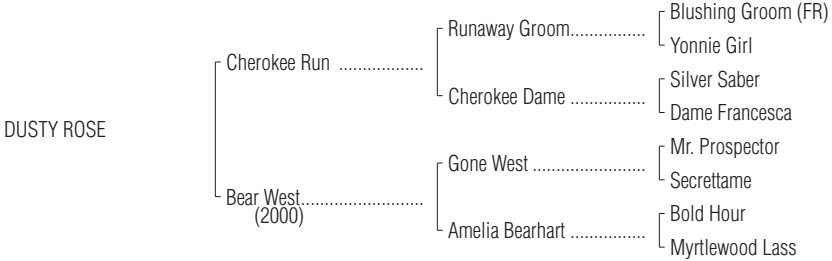 Blushing Groom (FR)
Runaway Groom................
Yonnie Girl
Cherokee Run ..................
Silver Saber
Cherokee Dame ................
Dame Francesca
DUSTY ROSE
Mr. Prospector
Gone West ........................
Secrettame
Bear West..........................
(2000)
Bold Hour
Amelia Bearhart ................
Myrtlewood Lass